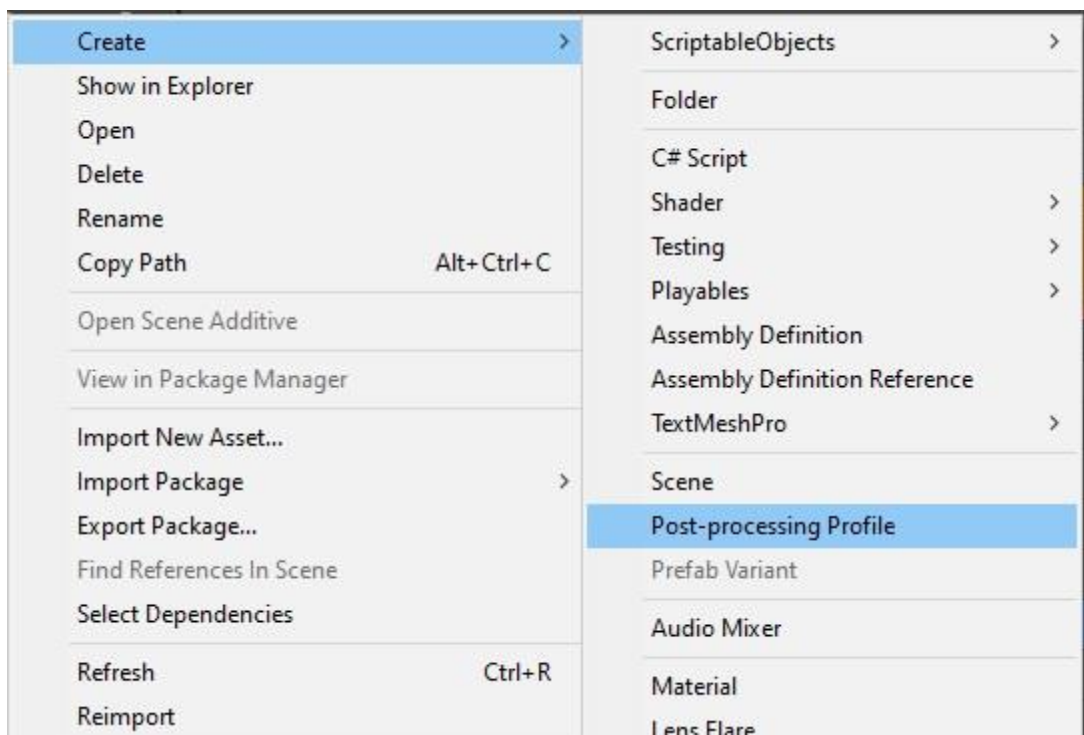 Create
Show in Explorer
Open
Delete
Rename
Copy Path Alt+Ctrl+C
Open Scene Additive
View in Package Manager
Import New Asset...
Import Package
Export Package...
Find References In Scene
Select Dependencies
Refresh Ctrl+R
Reimport
ScriptableObjects
Folder
C# Script
Shader
Testing
Playables
Assembly Definition
Assembly Definition Reference
TextMeshPro
Scene
Post-processing Profile
Prefab Variant
Audio Mixer
Material
Lens Flare